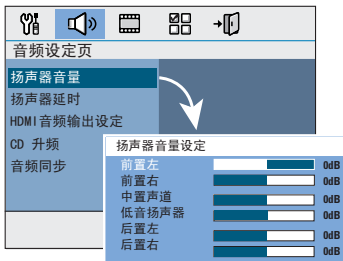 音频设定页
扬声器音量
扬声器延时
HDMI音频输出设定
CD 升频
音频同步
扬声器音量设定
前置左 0dB
前置右 0dB
中置声道 0dB
低音扬声器 0dB
后置左 0dB
后置右 0dB